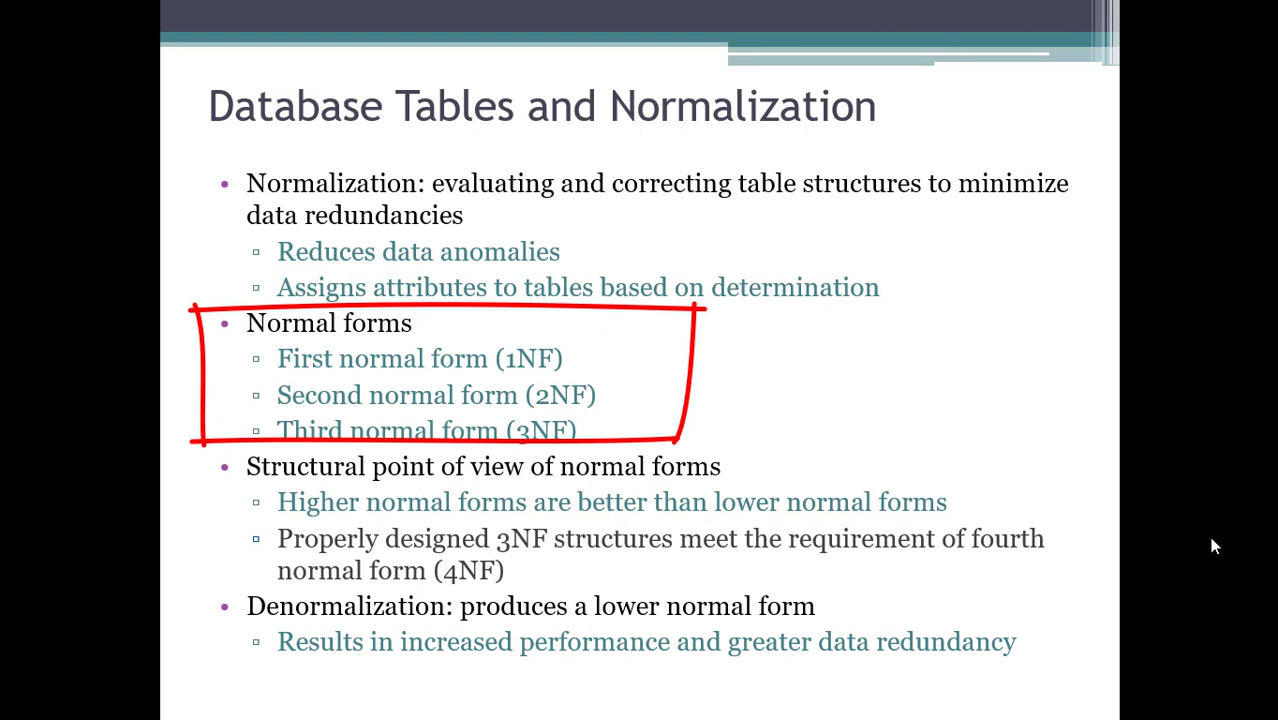 Database Tables and Normalization
• Normalization: evaluating and correcting table structures to minimize
data redundancies
▫ Reduces data anomalies
▫ Assigns attributes to tables based on determination
• Normal forms
▫ First normal form (1NF)
▫ Second normal form (2NF)
▫ Third normal form (3NF)
• Structural point of view of normal forms
▫ Higher normal forms are better than lower normal forms
▫ Properly designed 3NF structures meet the requirement of fourth
normal form (4NF)
• Denormalization: produces a lower normal form
▫ Results in increased performance and greater data redundancy